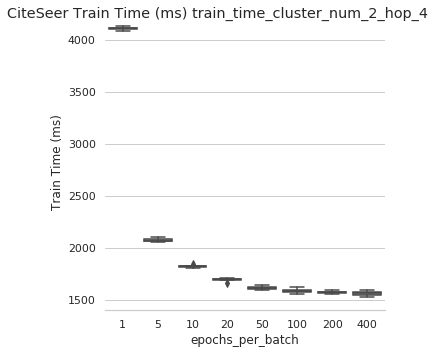 CiteSeer Train Time (ms) train_time_cluster_num_2_hop_4
4000
3500
3000
2500
2000
1500
Train Time (ms)
1 5 10 20 50 100 200 400
epochs_per_batch